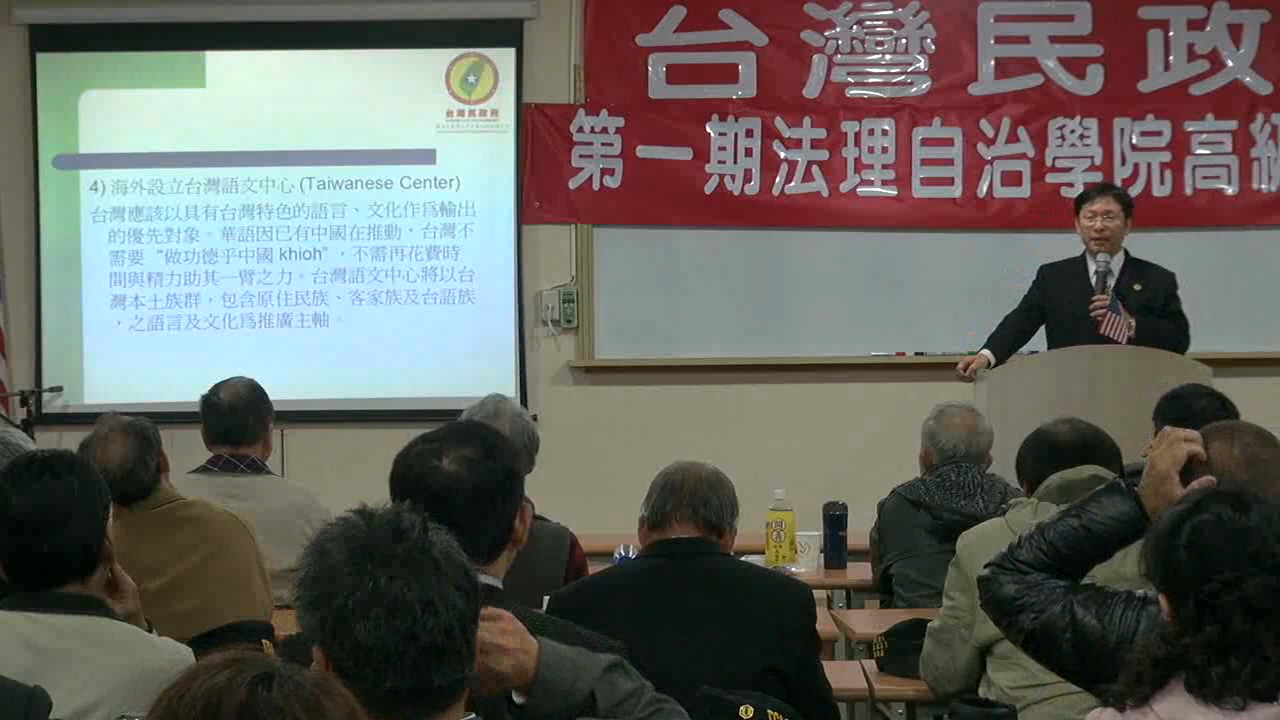 台灣民政
第一期法理自治學院高級
台灣民政府
4) 海外設立台灣語文中心 (Taiwanese Center)
台灣應該以具有台灣特色的語言、文化作為輸出
的優先對象。華語因已有中國在推動，台灣不
需要“做功德乎中國 khioh”，不需再花費時
間與精力助其一臂之力。台灣語文中心將以台
灣本土族群，包含原住民族、客家族及台語族
，之語言及文化為推廣主軸。